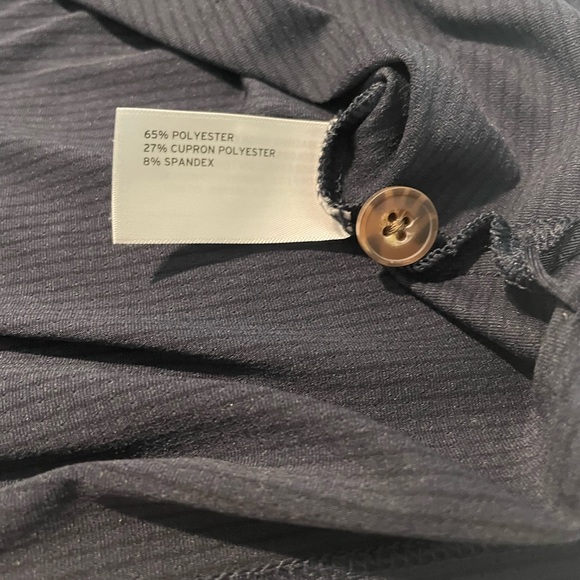 65% POLYESTER
27% CUPRON POLYESTER
8% SPANDEX